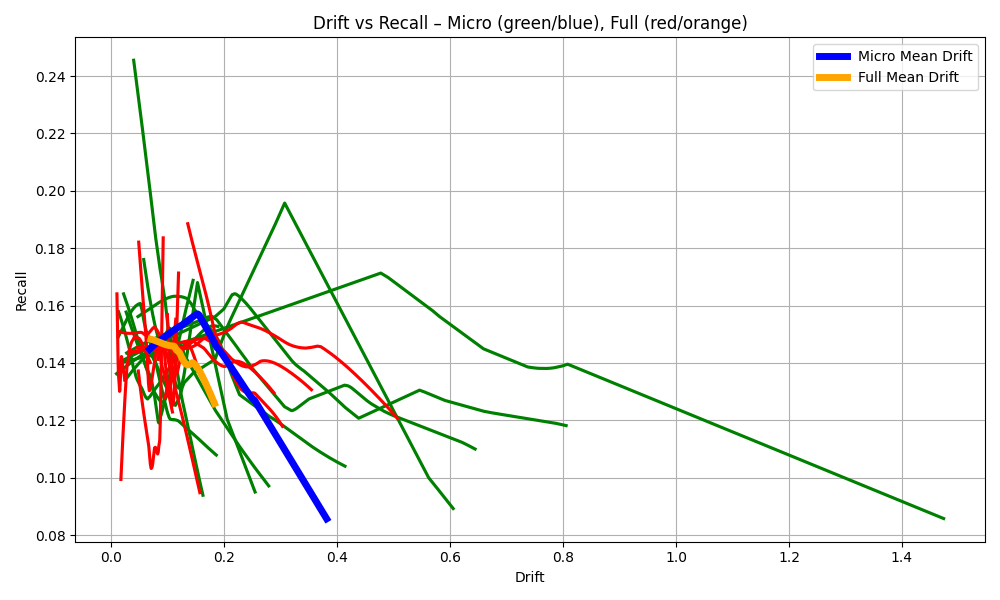 Drift vs Recall – Micro (green/blue), Full (red/orange)
Micro Mean Drift
Full Mean Drift
Recall
0.24
0.22
0.20
0.18
0.16
0.14
0.12
0.10
0.08
0.0 0.2 0.4 0.6 0.8 1.0 1.2 1.4
Drift